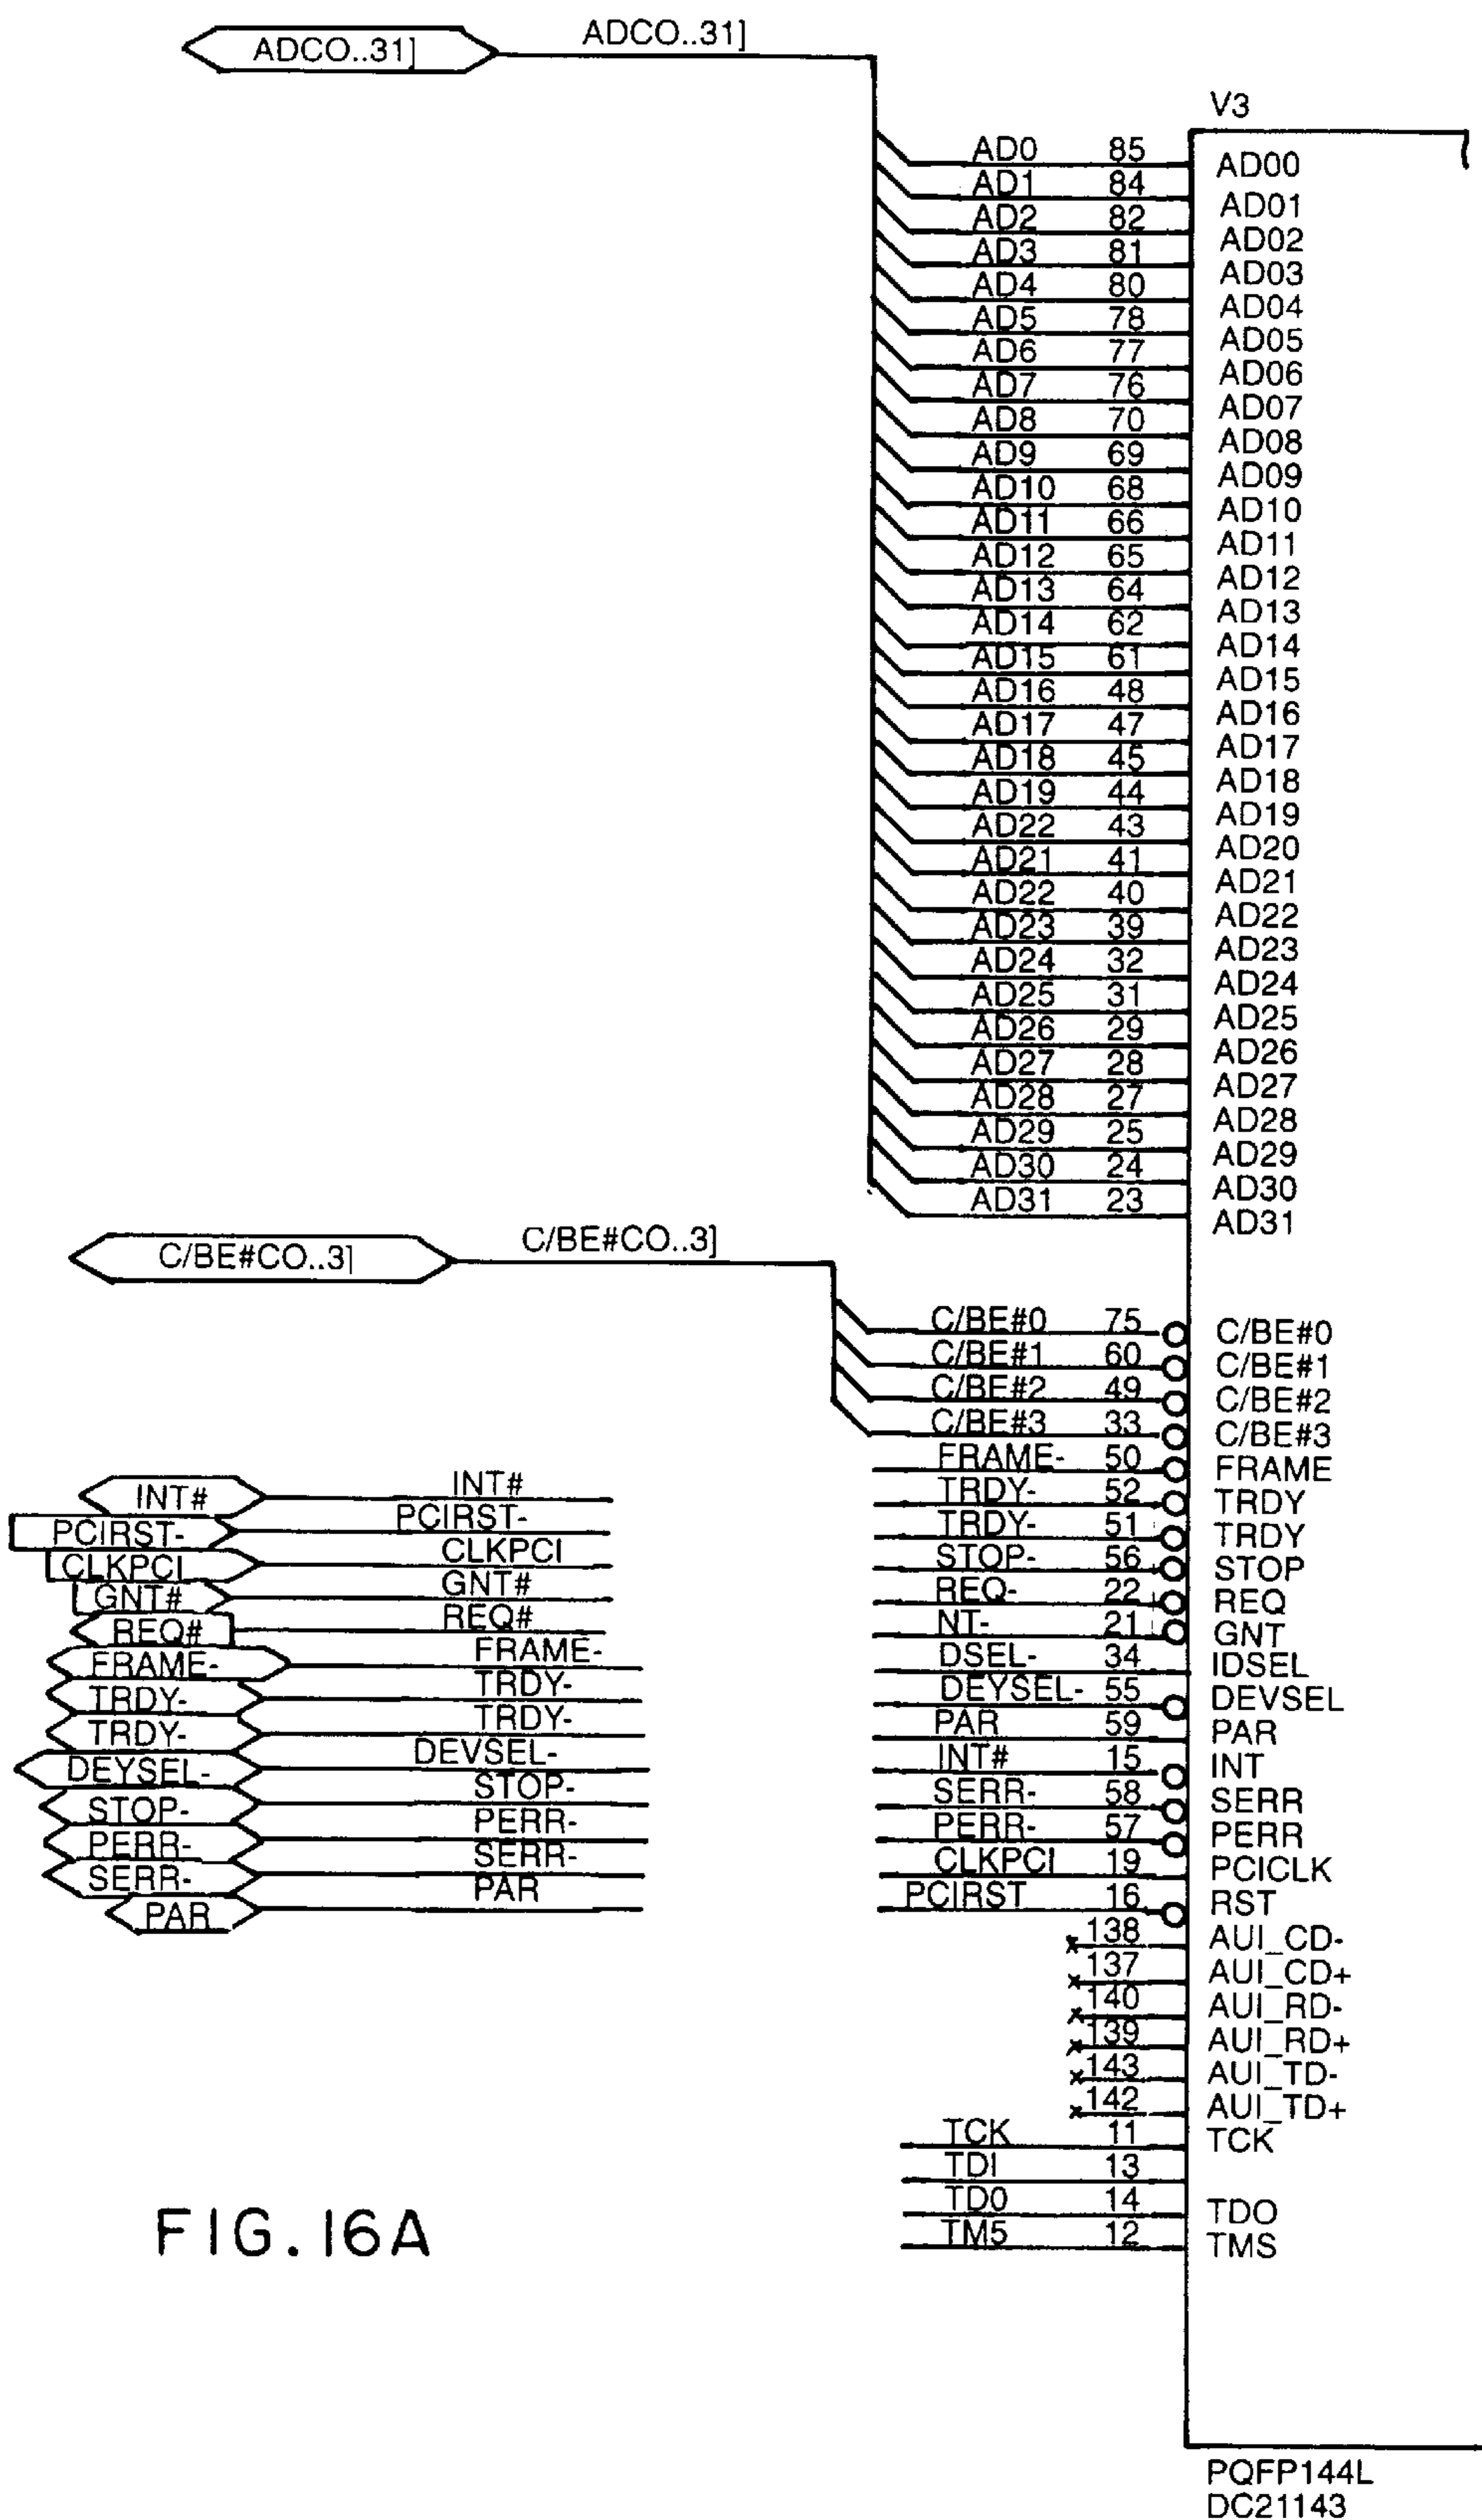 ADCO..31] ADCO..31]
V3
AD0 85 AD00
AD1 84 AD01
AD2 82 AD02
AD3 81 AD03
AD4 80 AD04
AD5 78 AD05
AD6 77 AD06
AD7 76 AD07
AD8 70 AD08
AD9 69 AD09
AD10 68 AD10
AD11 66 AD11
AD12 65 AD12
AD13 64 AD13
AD14 62 AD14
AD15 61 AD15
AD16 48 AD16
AD17 47 AD17
AD18 45 AD18
AD19 44 AD19
AD22 43 AD20
AD21 41 AD21
AD22 40 AD22
AD23 39 AD23
AD24 32 AD24
AD25 31 AD25
AD26 29 AD26
AD27 28 AD27
AD28 27 AD28
AD29 25 AD29
AD30 24 AD30
AD31 23 AD31
C/BE#CO..3] C/BE#CO..3]
C/BE#0 75 C/BE#0
C/BE#1 60 C/BE#1
C/BE#2 49 C/BE#2
C/BE#3 33 C/BE#3
FRAME- 50 FRAME
INT# INT# TRDY- 52 TRDY
PCIRST- PCIRST- TRDY- 51 TRDY
CLKPCI CLKPCI STOP- 56 STOP
GNT# GNT# REQ- 22 REQ
REQ# REQ# NT- 21 GNT
FRAME- FRAME- DSEL- 34 IDSEL
TRDY- TRDY- DEYSEL- 55 DEVSEL
TRDY- TRDY- PAR 59 PAR
DEYSEL- DEVSEL- INT# 15 INT
STOP- STOP- SERR- 58 SERR
PERR- PERR- PERR- 57 PERR
SERR- SERR- CLKPCI 19 PCICLK
PAR PAR PCIRST 16 RST
138 AUI_CD-
137 AUI_CD+
140 AUI_RD-
139 AUI_RD+
143 AUI_TD-
142 AUI_TD+
TCK 11 TCK
TDI 13
TD0 14 TDO
TM5 12 TMS
FIG. 16A
PQFP144L
DC21143